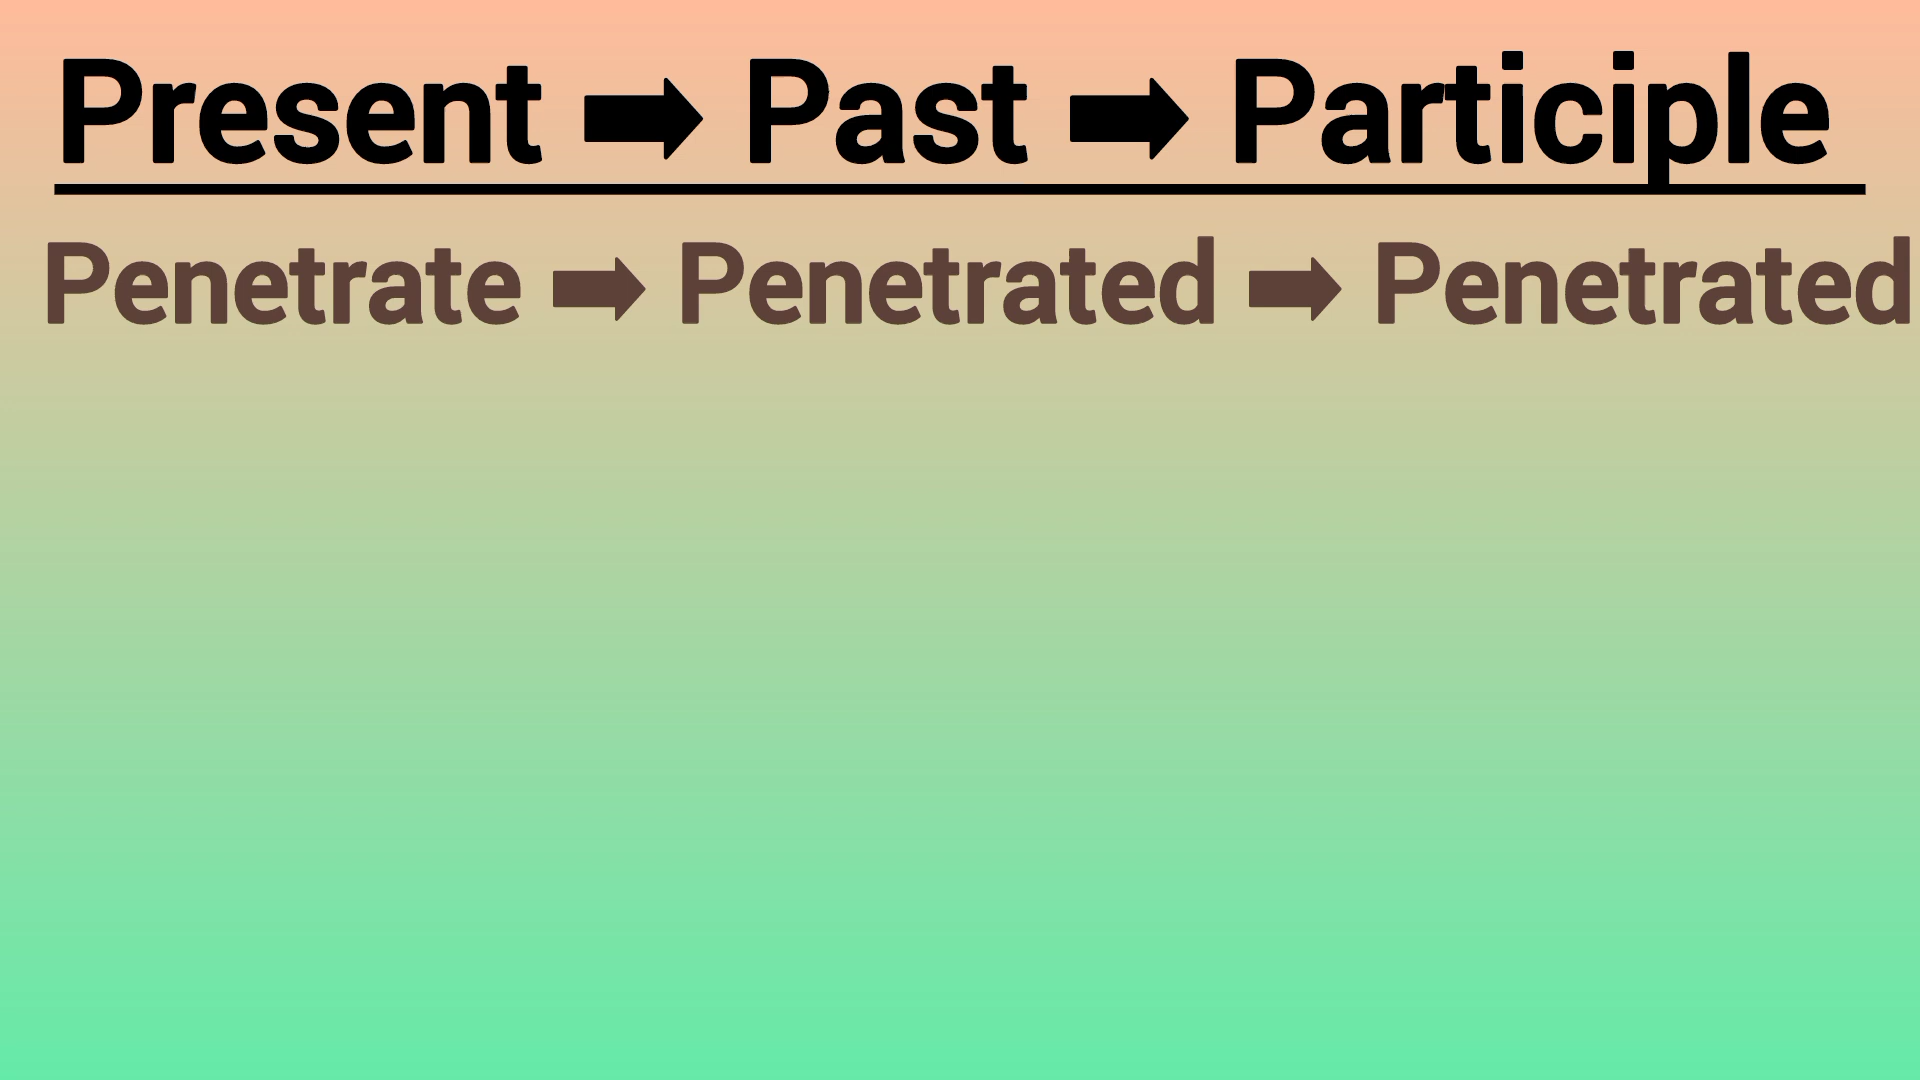 Present ➡ Past ➡ Participle
Penetrate ➡ Penetrated ➡ Penetrated